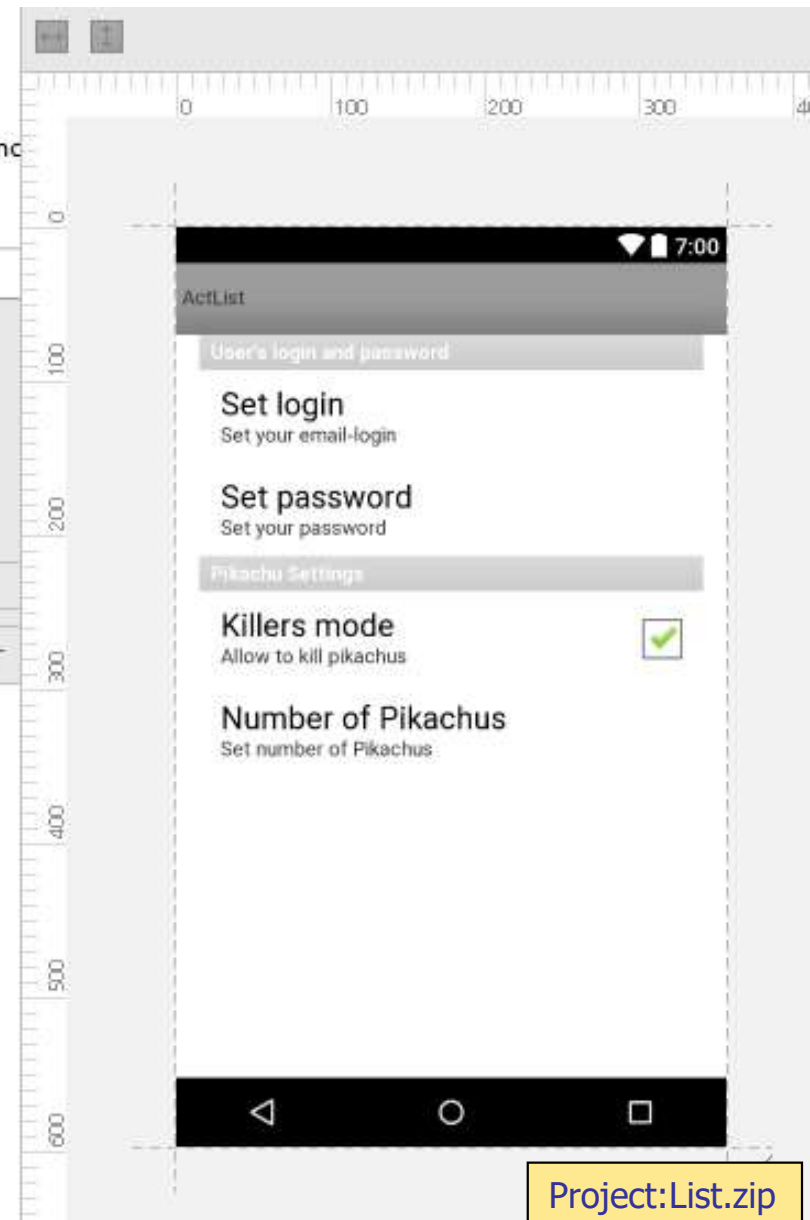 0 100 200 300 40
nc
0
7:00
ActList
User's login and password
100
Set login
Set your email-login
Set password
200
Set your password
Pikachu Settings
Killers mode
Allow to kill pikachus
300
Number of Pikachus
Set number of Pikachus
400
500
600
Project:List.zip